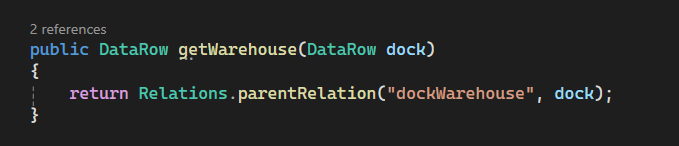 2 references
public DataRow getWarehouse(DataRow dock)
{
    return Relations.parentRelation("dockWarehouse", dock);
}